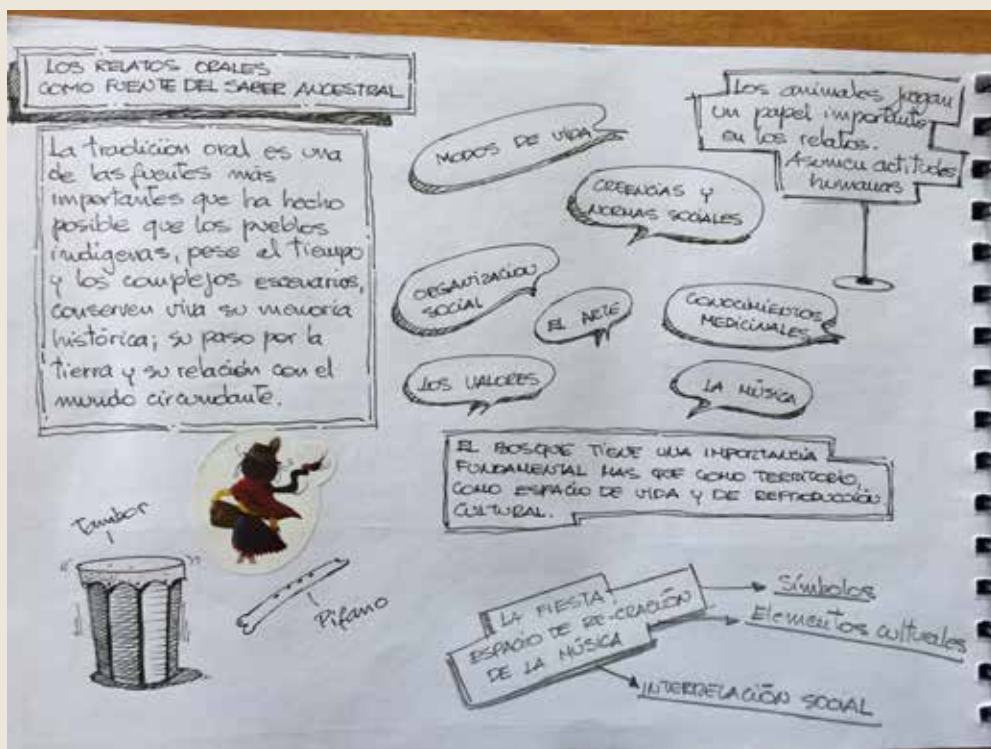 LOS RELATOS ORALES
COMO FUENTE DEL SABER ANCESTRAL
La tradición oral es una
de las fuentes más
importantes que ha hecho
posible que los pueblos
indígenas, pese al tiempo
y los complejos escenarios,
conserven viva su memoria
histórica; su paso por la
tierra y su relación con el
mundo circundante.
MODOS DE VIDA
CREENCIAS Y
NORMAS SOCIALES
ORGANIZACIÓN
SOCIAL
EL ARTE
CONOCIMIENTOS
MEDICINALES
LOS VALORES
LA MÚSICA
Los animales juegan
un papel importante
en los relatos.
Asumen actitudes
humanas
EL BOSQUE TIENE UNA IMPORTANCIA
FUNDAMENTAL MAS QUE COMO TERRITORIO,
COMO ESPACIO DE VIDA Y DE REPRODUCCIÓN
CULTURAL.
Tambor
Pífano
LA FIESTA:
ESPACIO DE RE-CRACIÓN
DE LA MÚSICA
Símbolos
Elementos culturales
INTERRELACIÓN SOCIAL